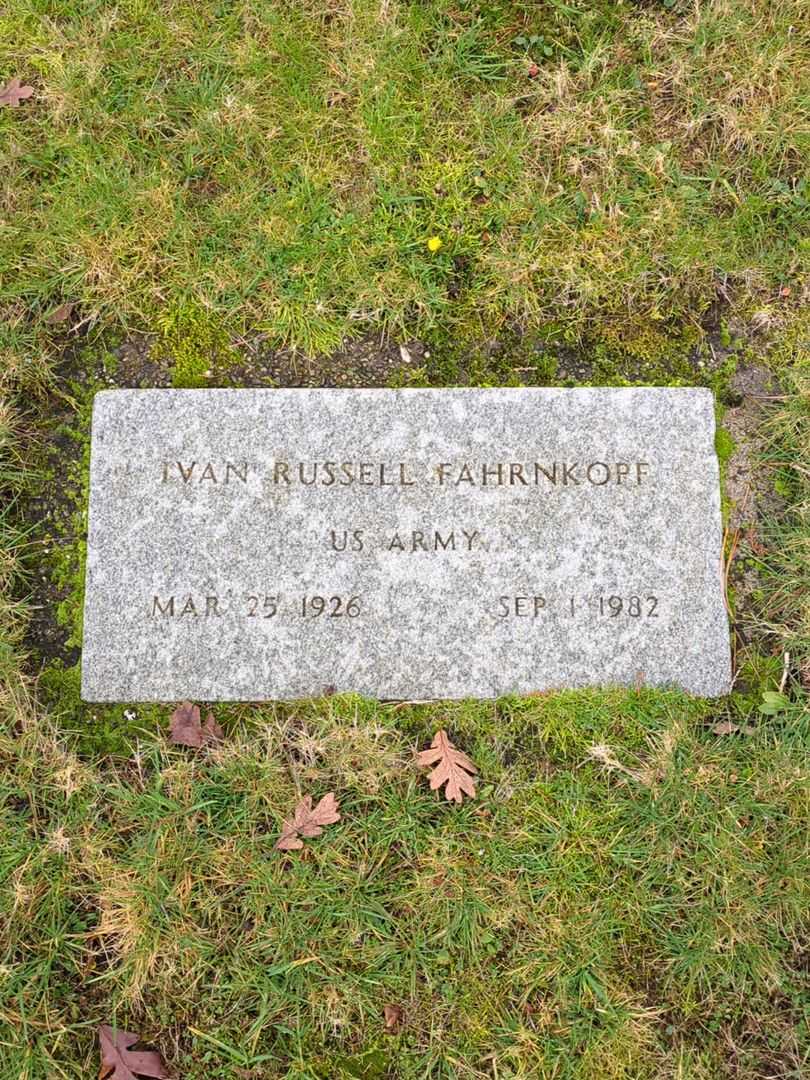 IVAN RUSSELL FAHRNKOPF
US ARMY
MAR 25 1926 SEP 1 1982